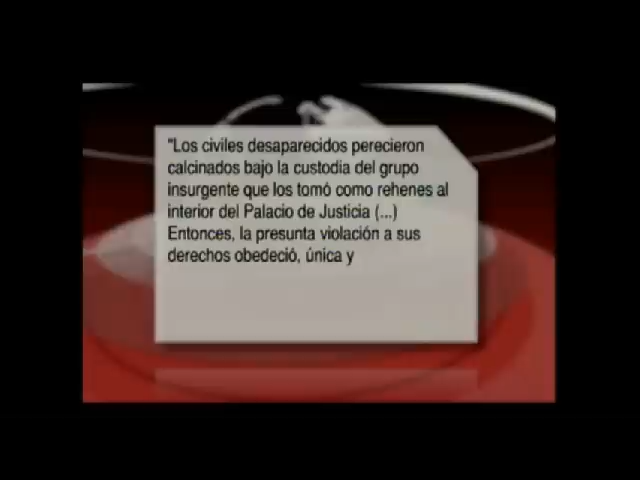 "Los civiles desaparecidos perecieron
calcinados bajo la custodia del grupo
insurgente que los tomó como rehenes al
interior del Palacio de Justicia (...)
Entonces, la presunta violación a sus
derechos obedeció, única y